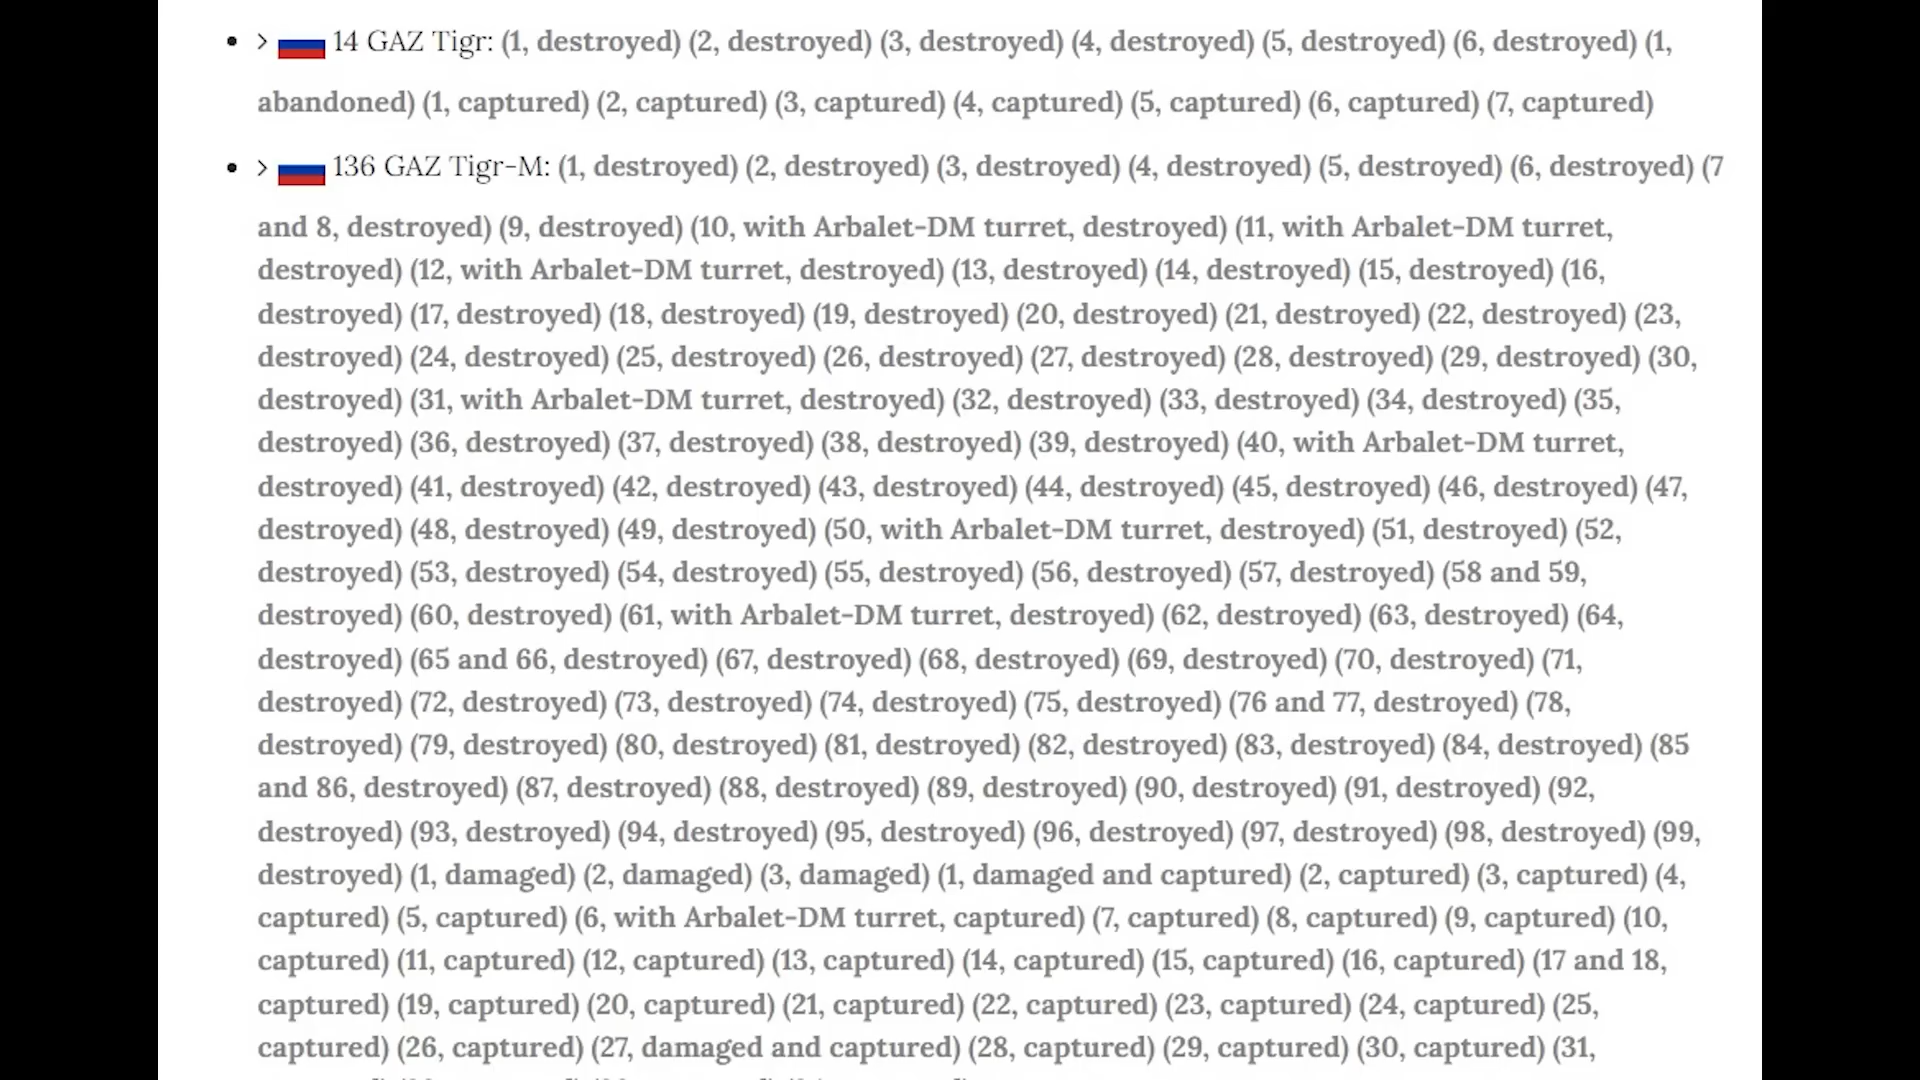 > 14 GAZ Tigr: (1, destroyed) (2, destroyed) (3, destroyed) (4, destroyed) (5, destroyed) (6, destroyed) (1,
abandoned) (1, captured) (2, captured) (3, captured) (4, captured) (5, captured) (6, captured) (7, captured)
> 136 GAZ Tigr-M: (1, destroyed) (2, destroyed) (3, destroyed) (4, destroyed) (5, destroyed) (6, destroyed) (7
and 8, destroyed) (9, destroyed) (10, with Arbalet-DM turret, destroyed) (11, with Arbalet-DM turret,
destroyed) (12, with Arbalet-DM turret, destroyed) (13, destroyed) (14, destroyed) (15, destroyed) (16,
destroyed) (17, destroyed) (18, destroyed) (19, destroyed) (20, destroyed) (21, destroyed) (22, destroyed) (23,
destroyed) (24, destroyed) (25, destroyed) (26, destroyed) (27, destroyed) (28, destroyed) (29, destroyed) (30,
destroyed) (31, with Arbalet-DM turret, destroyed) (32, destroyed) (33, destroyed) (34, destroyed) (35,
destroyed) (36, destroyed) (37, destroyed) (38, destroyed) (39, destroyed) (40, with Arbalet-DM turret,
destroyed) (41, destroyed) (42, destroyed) (43, destroyed) (44, destroyed) (45, destroyed) (46, destroyed) (47,
destroyed) (48, destroyed) (49, destroyed) (50, with Arbalet-DM turret, destroyed) (51, destroyed) (52,
destroyed) (53, destroyed) (54, destroyed) (55, destroyed) (56, destroyed) (57, destroyed) (58 and 59,
destroyed) (60, destroyed) (61, with Arbalet-DM turret, destroyed) (62, destroyed) (63, destroyed) (64,
destroyed) (65 and 66, destroyed) (67, destroyed) (68, destroyed) (69, destroyed) (70, destroyed) (71,
destroyed) (72, destroyed) (73, destroyed) (74, destroyed) (75, destroyed) (76 and 77, destroyed) (78,
destroyed) (79, destroyed) (80, destroyed) (81, destroyed) (82, destroyed) (83, destroyed) (84, destroyed) (85
and 86, destroyed) (87, destroyed) (88, destroyed) (89, destroyed) (90, destroyed) (91, destroyed) (92,
destroyed) (93, destroyed) (94, destroyed) (95, destroyed) (96, destroyed) (97, destroyed) (98, destroyed) (99,
destroyed) (1, damaged) (2, damaged) (3, damaged) (1, damaged and captured) (2, captured) (3, captured) (4,
captured) (5, captured) (6, with Arbalet-DM turret, captured) (7, captured) (8, captured) (9, captured) (10,
captured) (11, captured) (12, captured) (13, captured) (14, captured) (15, captured) (16, captured) (17 and 18,
captured) (19, captured) (20, captured) (21, captured) (22, captured) (23, captured) (24, captured) (25,
captured) (26, captured) (27, damaged and captured) (28, captured) (29, captured) (30, captured) (31,